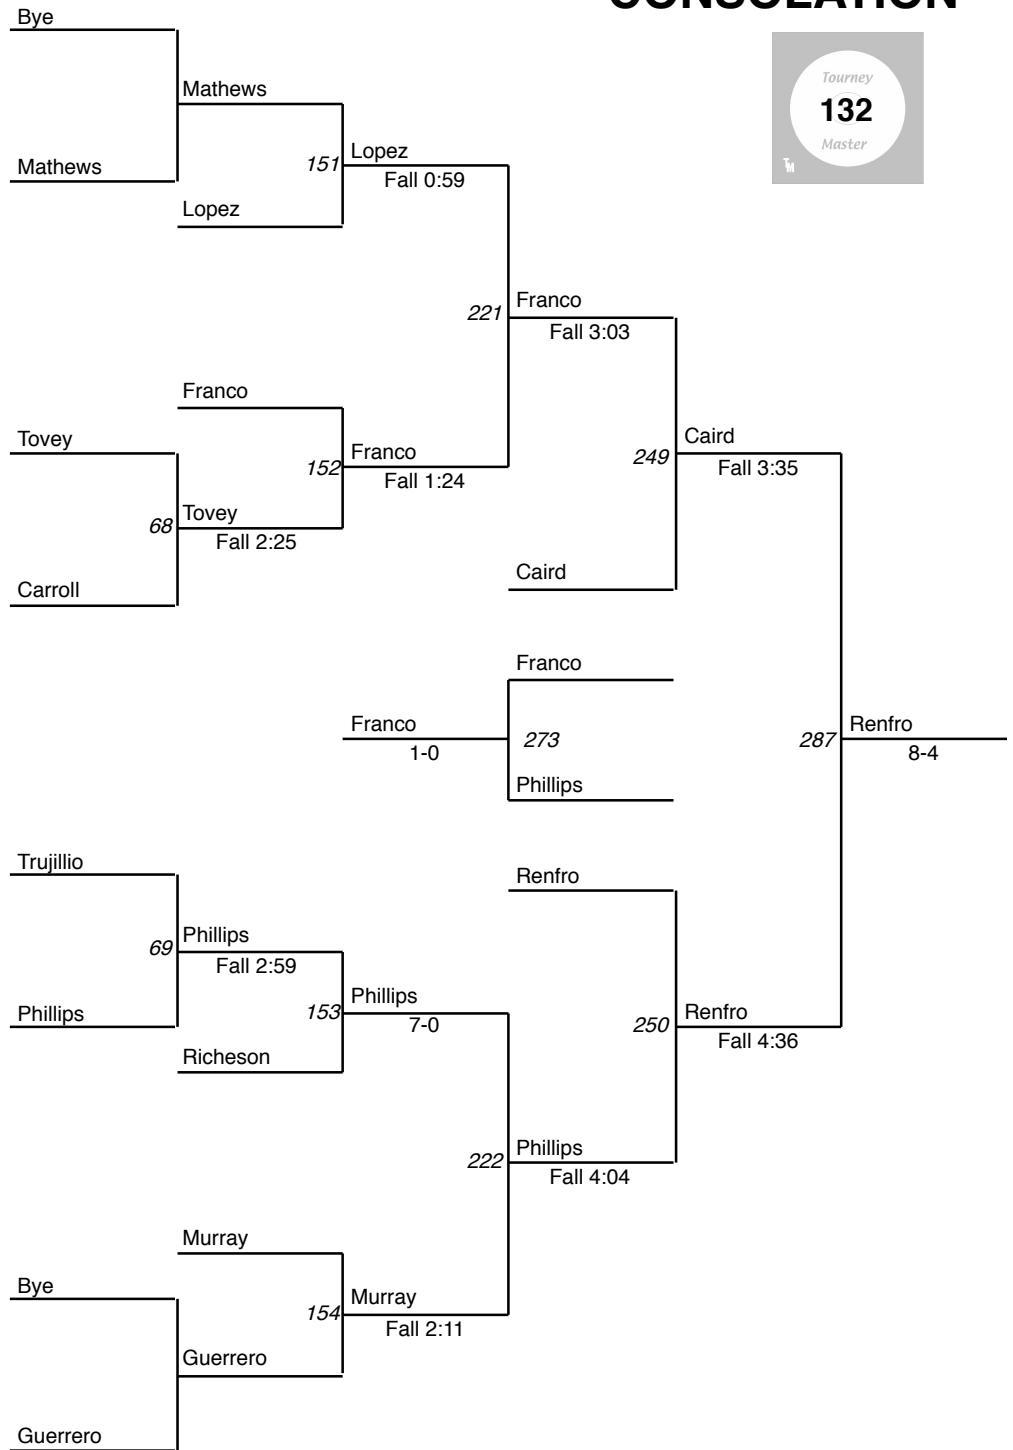 CONSOLATION
Bye
Tourney
132
Master
TM
Mathews
Mathews
151
Lopez
Fall 0:59
Lopez
221
Franco
Fall 3:03
Franco
Tovey
152
Franco
Fall 1:24
249
Caird
Fall 3:35
68
Tovey
Fall 2:25
Carroll
Caird
Franco
Franco
1-0
273
287
Renfro
8-4
Phillips
Trujillio
Renfro
69
Phillips
Fall 2:59
Phillips
153
Phillips
7-0
250
Renfro
Fall 4:36
Richeson
222
Phillips
Fall 4:04
Murray
Bye
154
Murray
Fall 2:11
Guerrero
Guerrero